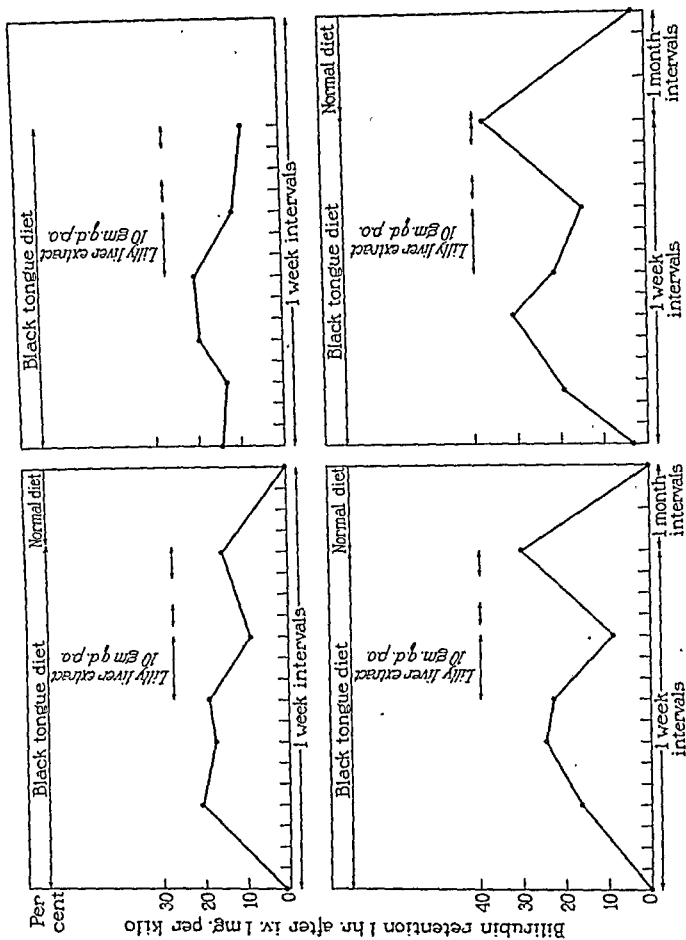 Per
cent
Black tongue diet
Normal diet
Lilly liver extract
10 gm. q.d. p.o.
30
20
10
0
1 week intervals
Black tongue diet
Lilly liver extract
10 gm. q.d. p.o.
1 week intervals
Black tongue diet
Normal diet
Lilly liver extract
10 gm. q.d. p.o.
40
30
20
10
0
1 week
intervals
1 month
intervals
Black tongue diet
Normal diet
Lilly liver extract
10 gm. q.d. p.o.
1 week
intervals
1 month
intervals
Bilirubin retention 1 hr. after i.v. 1 mg. per kilo